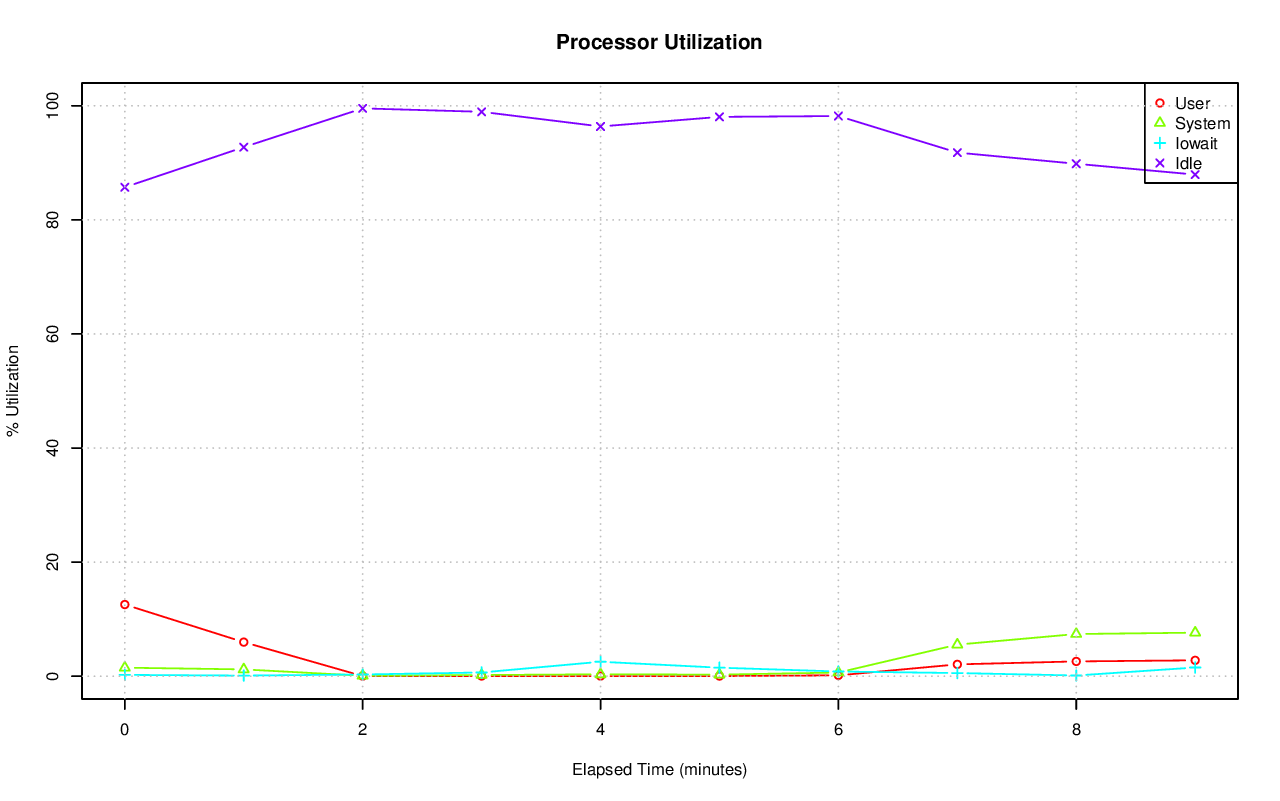 Processor Utilization
100
80
60
40
20
0
% Utilization
User
System
Iowait
Idle
0 2 4 6 8
Elapsed Time (minutes)